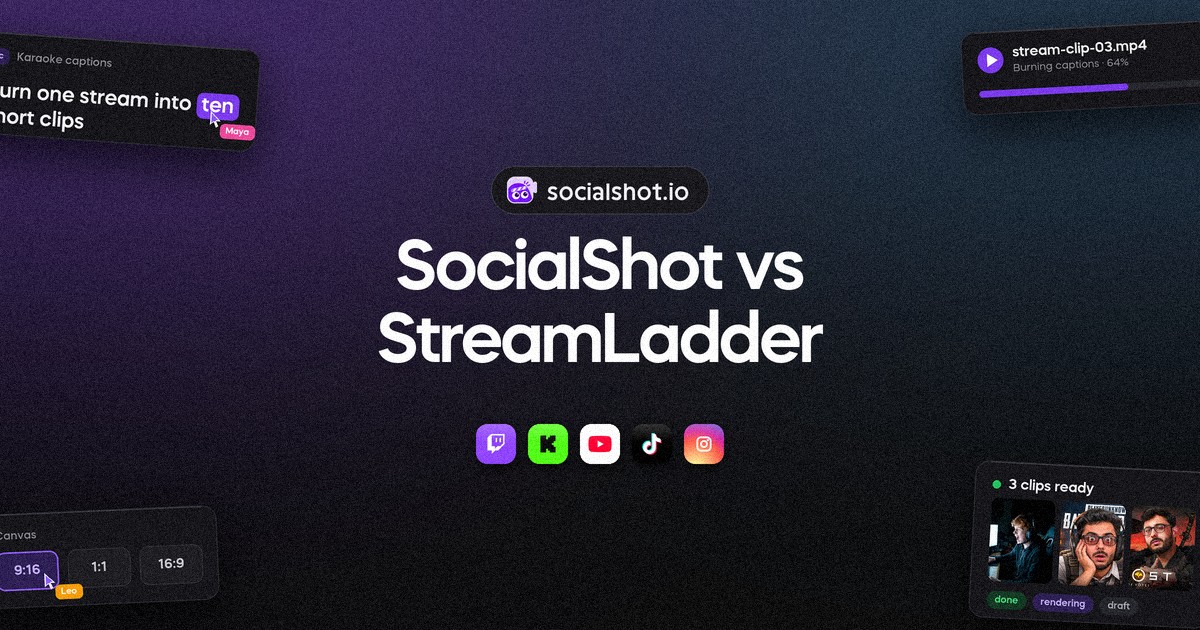 Karaoke captions
urn one stream into ten
hort clips
Maya
stream-clip-03.mp4
Burning captions · 64%
socialshot.io
SocialShot vs
StreamLadder
Canvas
9:16
1:1
16:9
Leo
3 clips ready
ST
done
rendering
draft